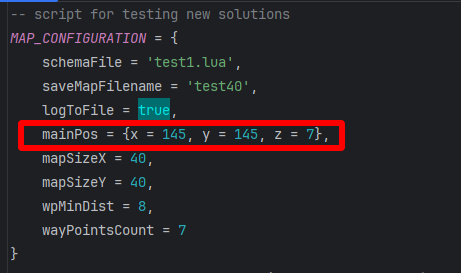 -- script for testing new solutions
MAP_CONFIGURATION = {
schemaFile = 'test1.lua',
saveMapFilename = 'test40',
logToFile = true,
mainPos = {x = 145, y = 145, z = 7},
mapSizeX = 40,
mapSizeY = 40,
wpMinDist = 8,
wayPointsCount = 7
}